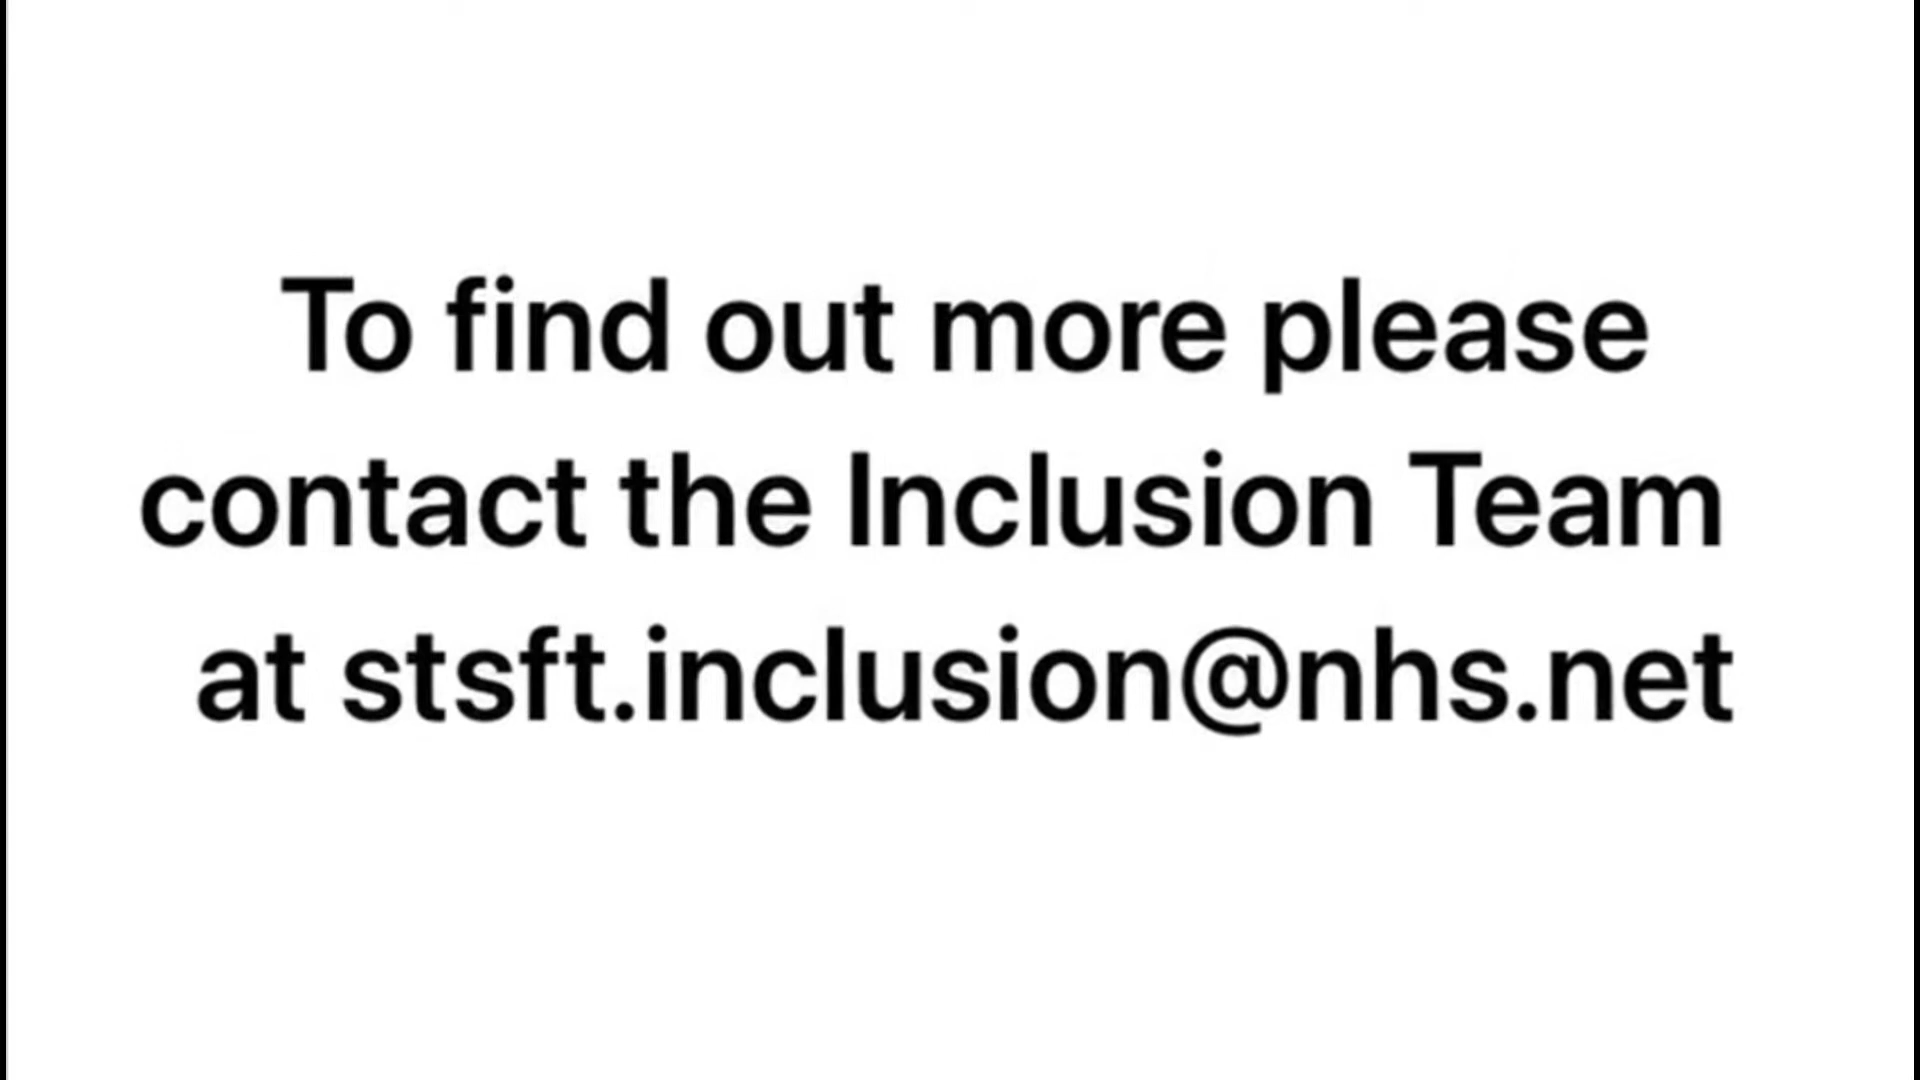 To find out more please
contact the Inclusion Team
at stsft.inclusion@nhs.net